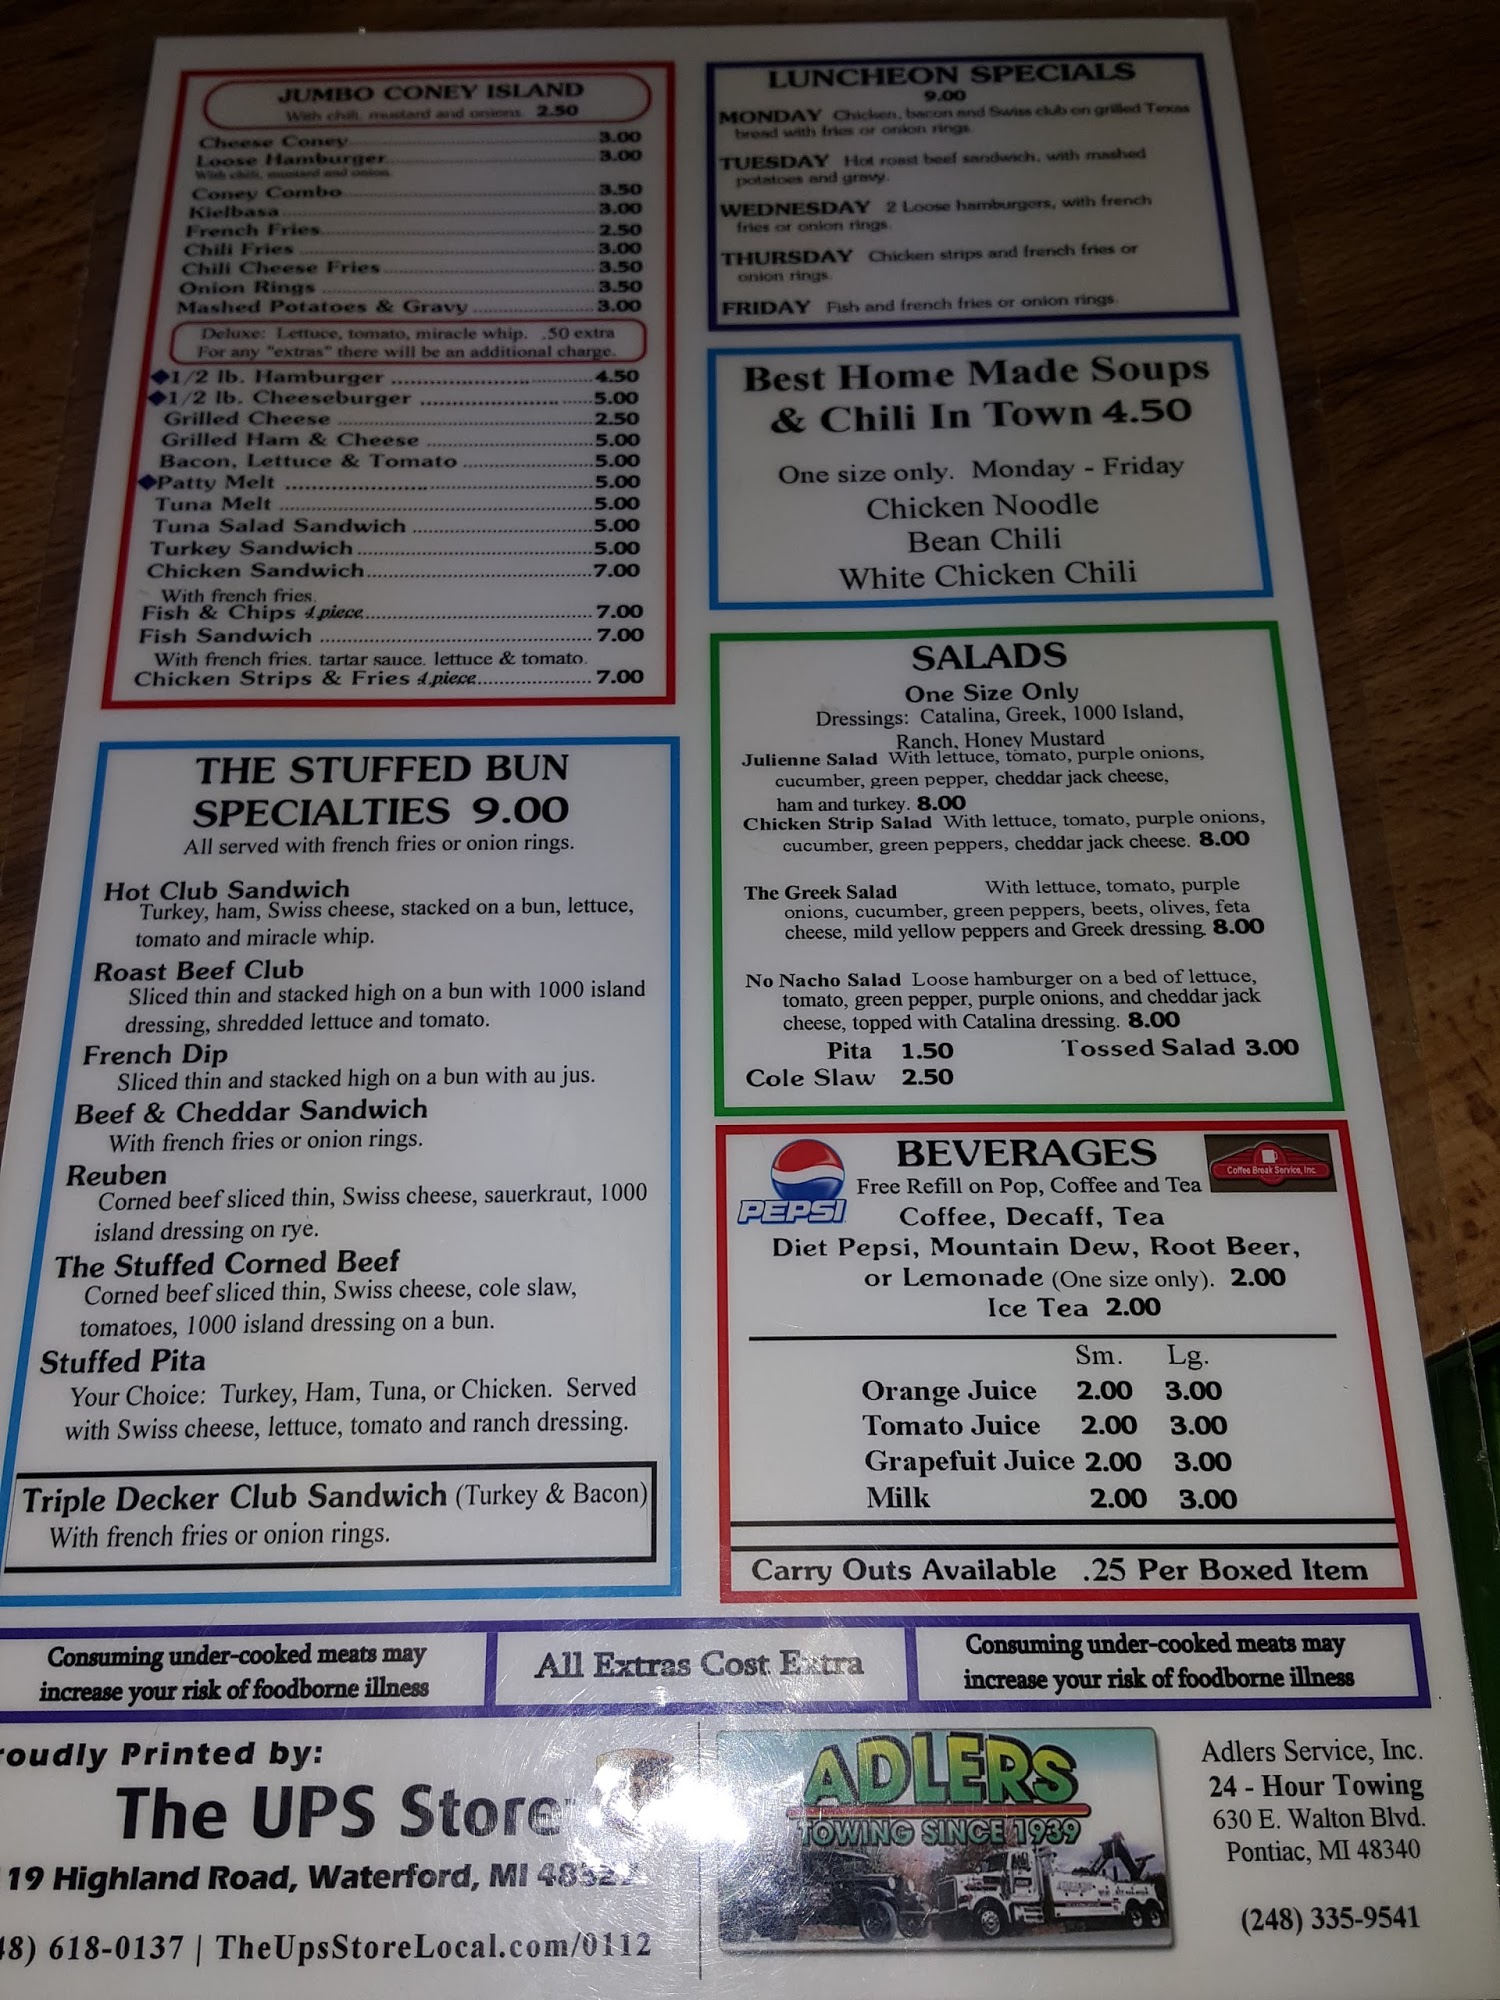 JUMBO CONEY ISLAND
With chili, mustard and onions 2.50
Cheese Coney 3.00
Loose Hamburger 3.00
With chili, mustard and onion.
Coney Combo 3.50
Kielbasa 3.00
French Fries 2.50
Chili Fries 3.00
Chili Cheese Fries 3.50
Onion Rings 3.50
Mashed Potatoes & Gravy 3.00
Deluxe: Lettuce, tomato, miracle whip. .50 extra
For any "extras" there will be an additional charge.
◆1/2 lb. Hamburger 4.50
◆1/2 lb. Cheeseburger 5.00
Grilled Cheese 2.50
Grilled Ham & Cheese 5.00
Bacon, Lettuce & Tomato 5.00
◆Patty Melt 5.00
Tuna Melt 5.00
Tuna Salad Sandwich 5.00
Turkey Sandwich 5.00
Chicken Sandwich 7.00
With french fries.
Fish & Chips 4 piece 7.00
Fish Sandwich 7.00
With french fries. tartar sauce. lettuce & tomato.
Chicken Strips & Fries 4 piece 7.00
THE STUFFED BUN
SPECIALTIES 9.00
All served with french fries or onion rings.
Hot Club Sandwich
Turkey, ham, Swiss cheese, stacked on a bun, lettuce,
tomato and miracle whip.
Roast Beef Club
Sliced thin and stacked high on a bun with 1000 island
dressing, shredded lettuce and tomato.
French Dip
Sliced thin and stacked high on a bun with au jus.
Beef & Cheddar Sandwich
With french fries or onion rings.
Reuben
Corned beef sliced thin, Swiss cheese, sauerkraut, 1000
island dressing on rye.
The Stuffed Corned Beef
Corned beef sliced thin, Swiss cheese, cole slaw,
tomatoes, 1000 island dressing on a bun.
Stuffed Pita
Your Choice: Turkey, Ham, Tuna, or Chicken. Served
with Swiss cheese, lettuce, tomato and ranch dressing.
Triple Decker Club Sandwich (Turkey & Bacon)
With french fries or onion rings.
LUNCHEON SPECIALS
9.00
MONDAY Chicken, bacon and Swiss club on grilled Texas
bread with fries or onion rings.
TUESDAY Hot roast beef sandwich, with mashed
potatoes and gravy.
WEDNESDAY 2 Loose hamburgers, with french
fries or onion rings.
THURSDAY Chicken strips and french fries or
onion rings.
FRIDAY Fish and french fries or onion rings.
Best Home Made Soups
& Chili In Town 4.50
One size only. Monday - Friday
Chicken Noodle
Bean Chili
White Chicken Chili
SALADS
One Size Only
Dressings: Catalina, Greek, 1000 Island,
Ranch, Honey Mustard
Julienne Salad With lettuce, tomato, purple onions,
cucumber, green pepper, cheddar jack cheese,
ham and turkey. 8.00
Chicken Strip Salad With lettuce, tomato, purple onions,
cucumber, green peppers, cheddar jack cheese. 8.00
The Greek Salad With lettuce, tomato, purple
onions, cucumber, green peppers, beets, olives, feta
cheese, mild yellow peppers and Greek dressing. 8.00
No Nacho Salad Loose hamburger on a bed of lettuce,
tomato, green pepper, purple onions, and cheddar jack
cheese, topped with Catalina dressing. 8.00
Pita 1.50 Tossed Salad 3.00
Cole Slaw 2.50
PEPSI
Coffee Break Service, Inc.
BEVERAGES
Free Refill on Pop, Coffee and Tea
Coffee, Decaff, Tea
Diet Pepsi, Mountain Dew, Root Beer,
or Lemonade (One size only). 2.00
Ice Tea 2.00
Sm. Lg.
Orange Juice 2.00 3.00
Tomato Juice 2.00 3.00
Grapefuit Juice 2.00 3.00
Milk 2.00 3.00
Carry Outs Available .25 Per Boxed Item
Consuming under-cooked meats may
increase your risk of foodborne illness
All Extras Cost Extra
Consuming under-cooked meats may
increase your risk of foodborne illness
roudly Printed by:
The UPS Store
19 Highland Road, Waterford, MI
48) 618-0137 | TheUpsStoreLocal.com/0112
ADLERS
TOWING SINCE 1939
Adlers Service, Inc.
24 - Hour Towing
630 E. Walton Blvd.
Pontiac, MI 48340
(248) 335-9541